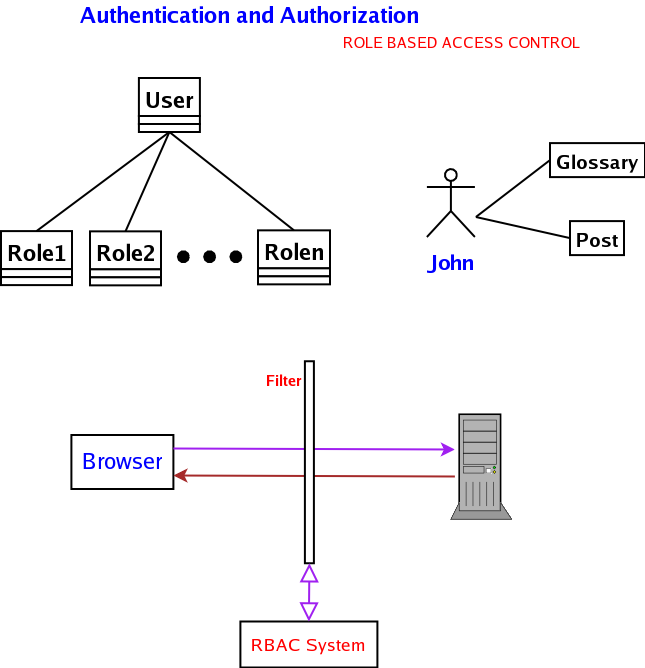 Authentication and Authorization
ROLE BASED ACCESS CONTROL
User
Role1
Role2
Rolen
Glossary
Post
John
Filter
Browser
RBAC System